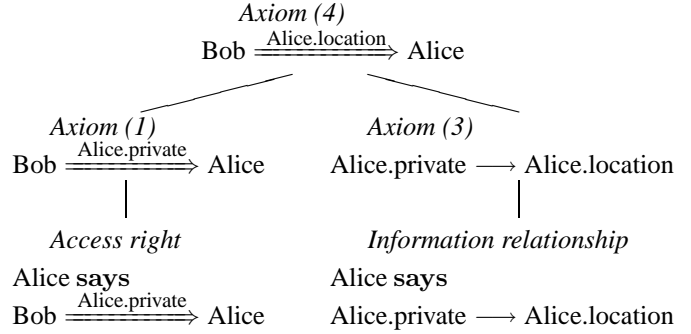 Axiom (4)
Alice.location
Bob ⟹ Alice
Axiom (1)
Alice.private
Bob ⟹ Alice
Axiom (3)
Alice.private ⟶ Alice.location
Access right
Alice says
Alice.private
Bob ⟹ Alice
Information relationship
Alice says
Alice.private ⟶ Alice.location